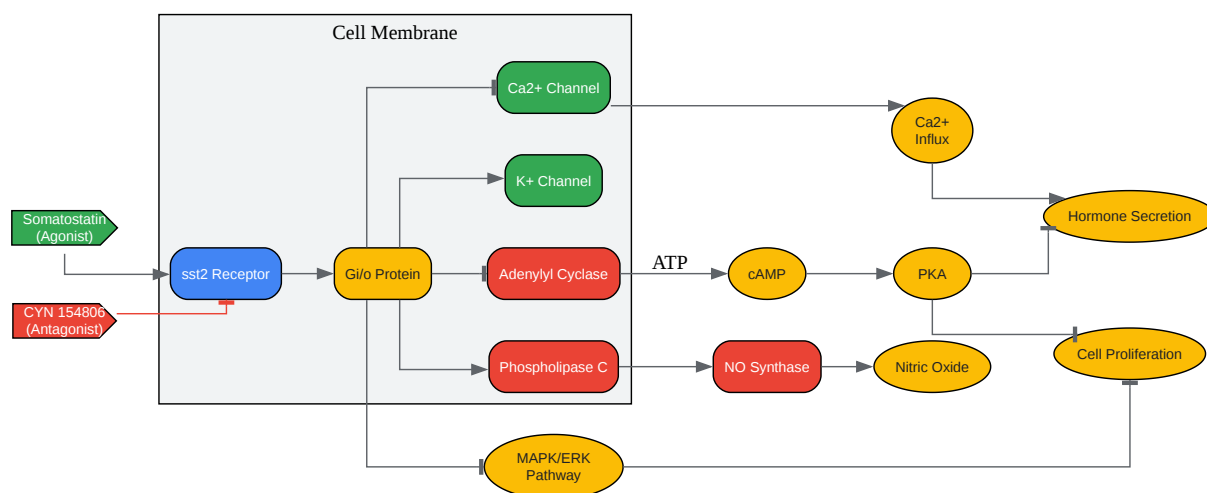 Cell Membrane
Ca2+ Channel
Ca2+
Influx
K+ Channel
Somatostatin
(Agonist)
Hormone Secretion
sst2 Receptor
Gi/o Protein
Adenylyl Cyclase
ATP
cAMP
PKA
CYN 154806
(Antagonist)
Phospholipase C
NO Synthase
Nitric Oxide
Cell Proliferation
MAPK/ERK
Pathway